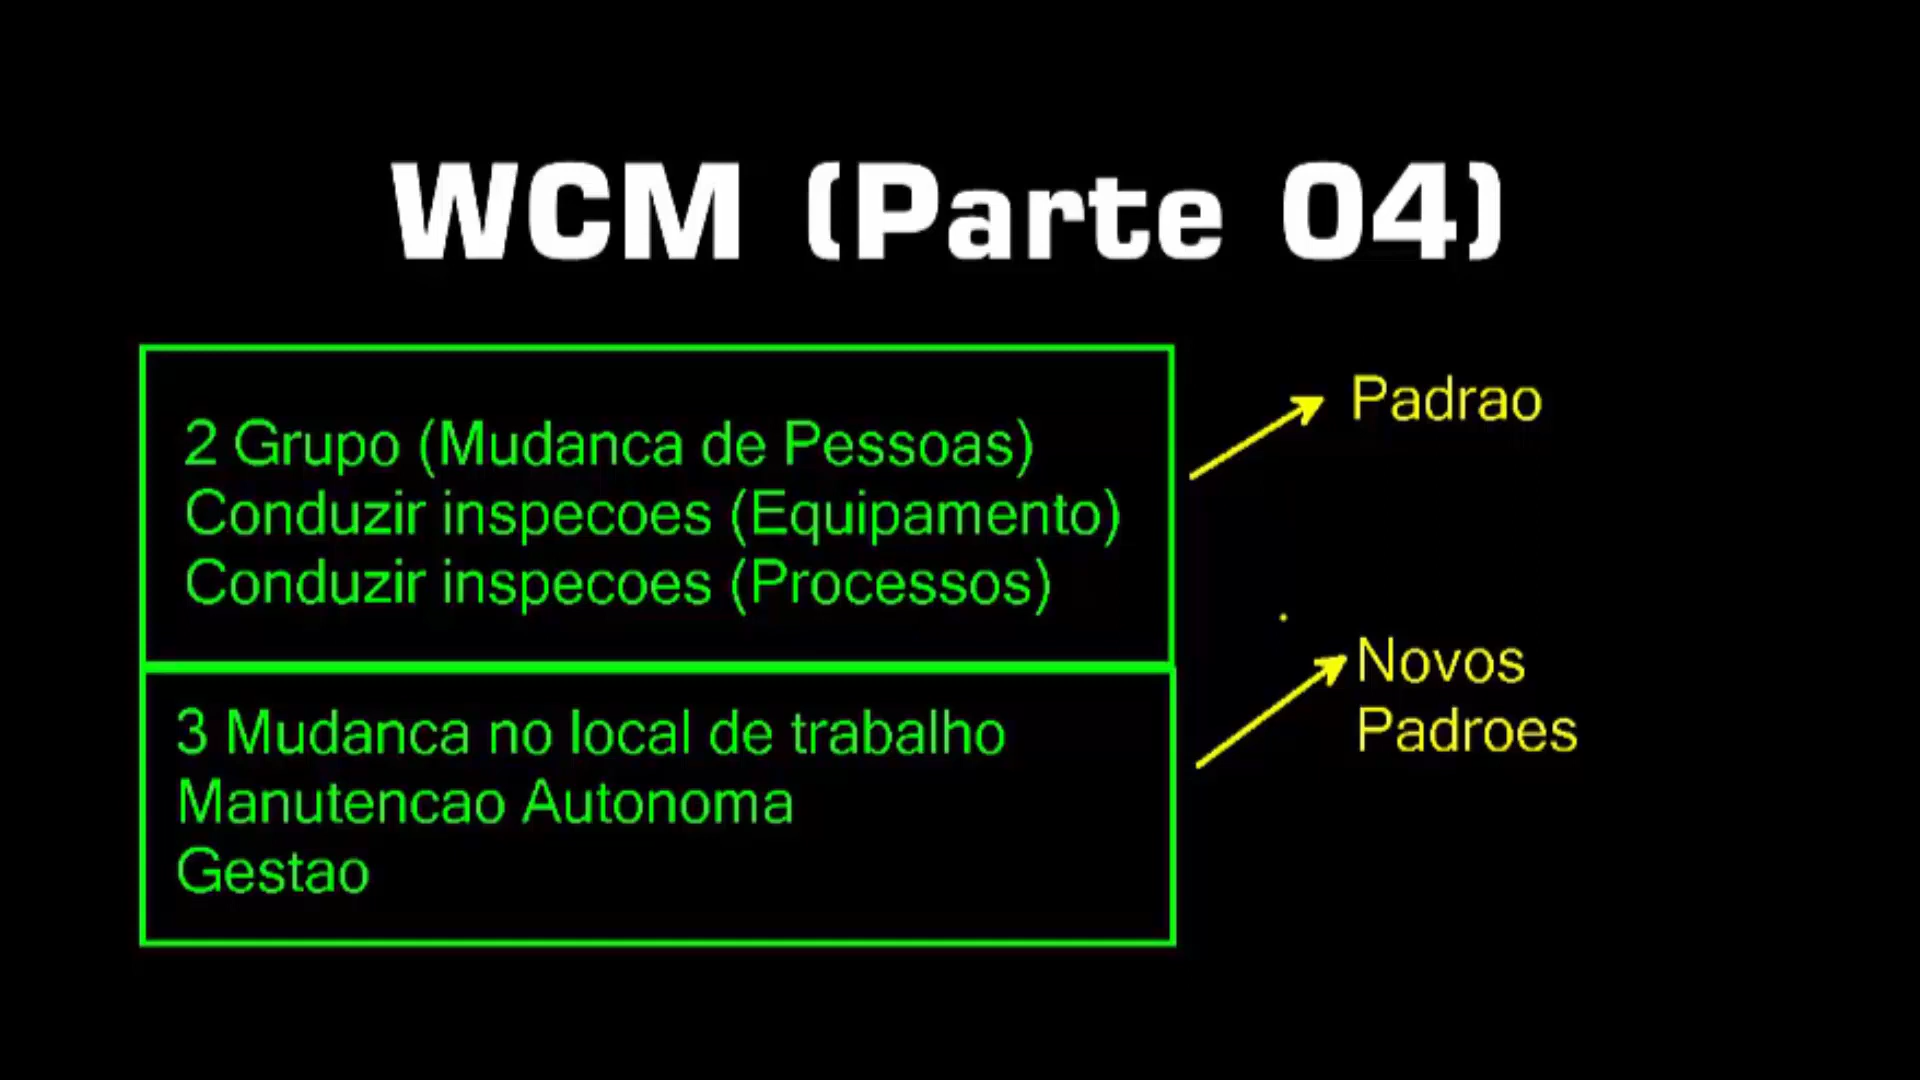 WCM (Parte 04)
2 Grupo (Mudanca de Pessoas)
Conduzir inspecoes (Equipamento)
Conduzir inspecoes (Processos)
Padrao
3 Mudanca no local de trabalho
Manutencao Autonoma
Gestao
Novos
Padroes